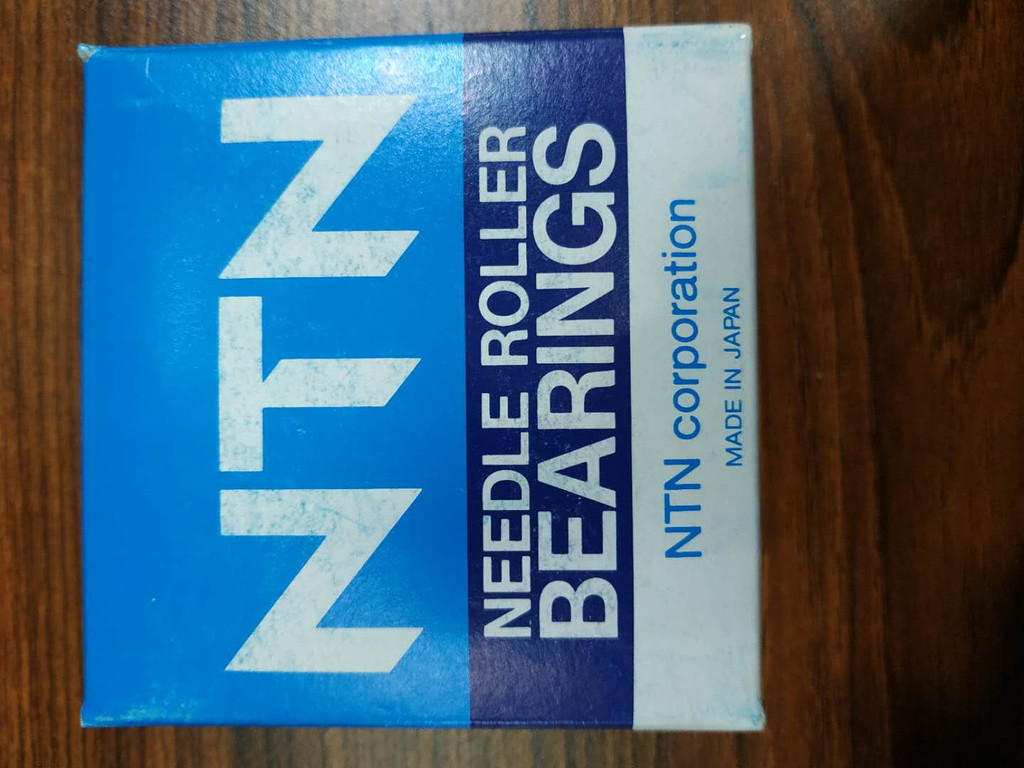 NTN
NEEDLE ROLLER
BEARINGS
NTN corporation
MADE IN JAPAN